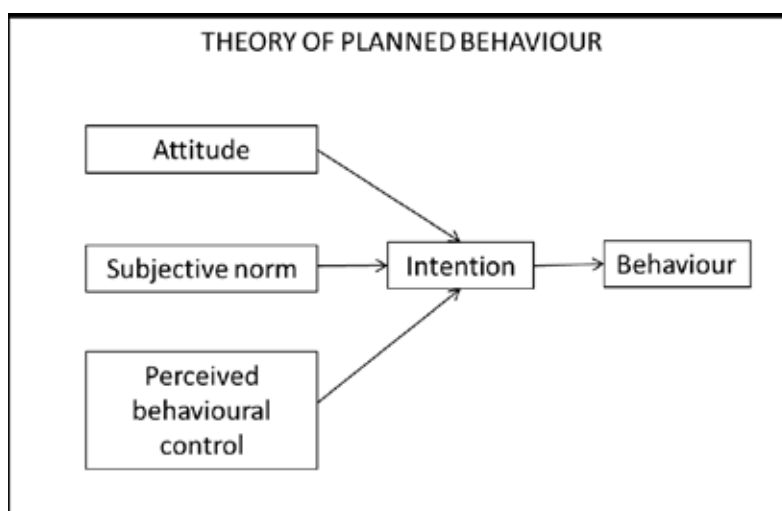 THEORY OF PLANNED BEHAVIOUR
Attitude
Subjective norm
Intention
Behaviour
Perceived
behavioural
control